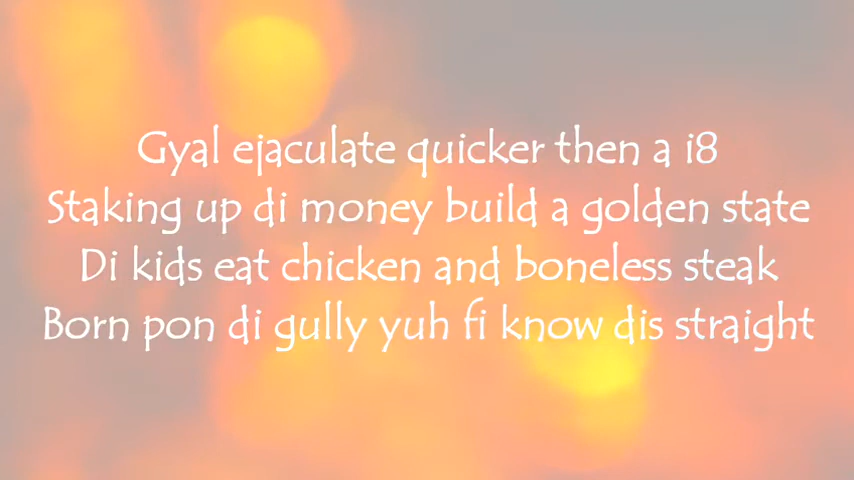 Gyal ejaculate quicker then a i8
Staking up di money build a golden state
Di kids eat chicken and boneless steak
Born pon di gully yuh fi know dis straight